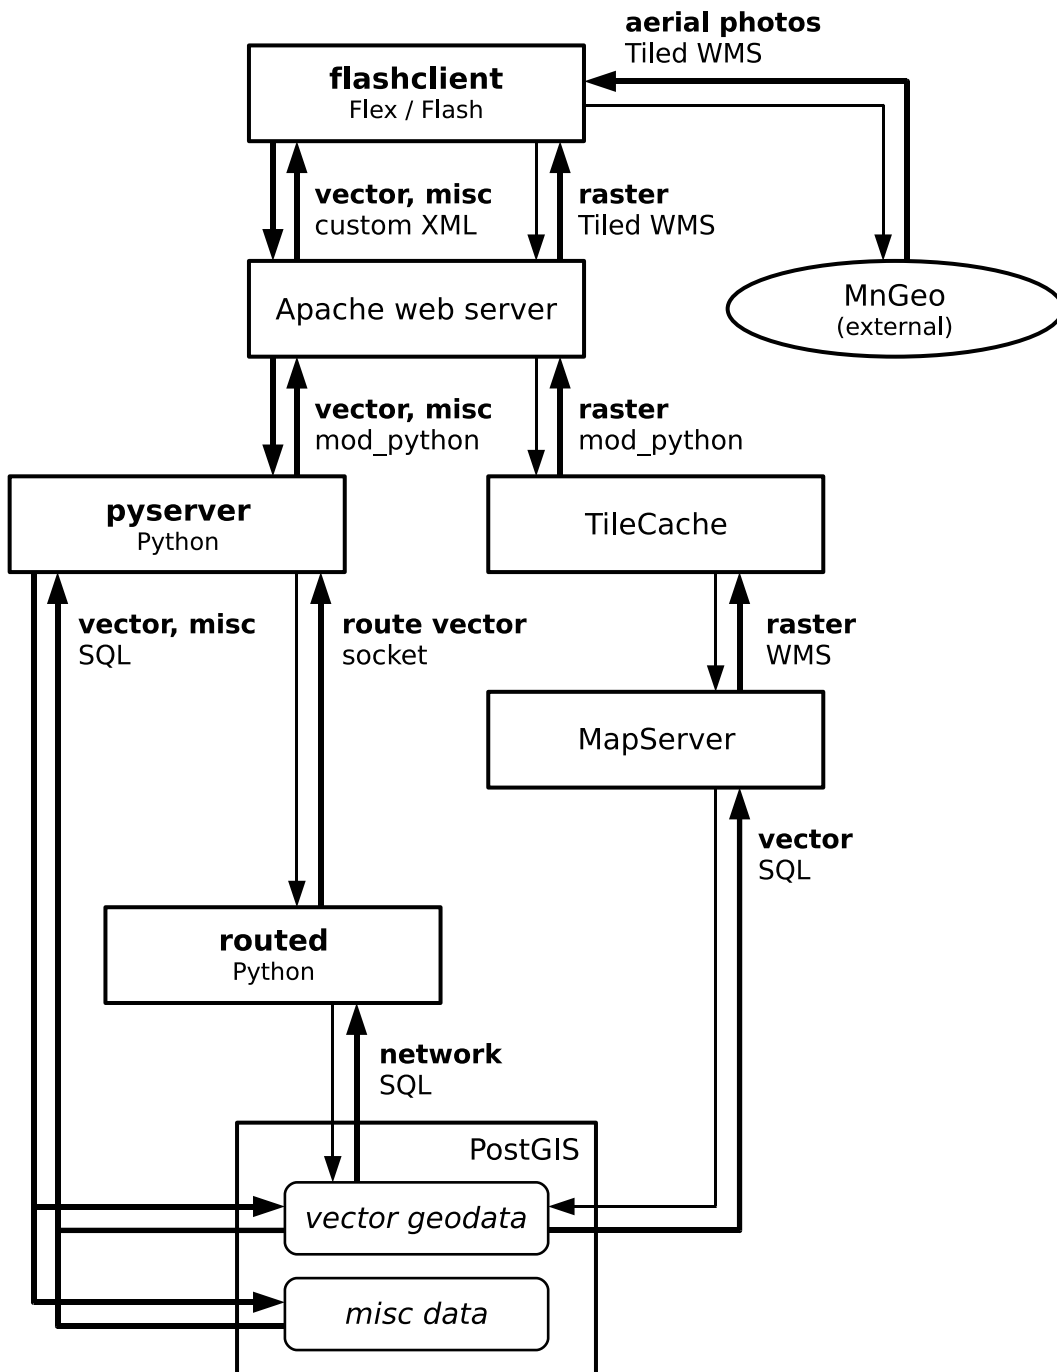 aerial photos
Tiled WMS
flashclient
Flex / Flash
vector, misc
custom XML
raster
Tiled WMS
Apache web server
MnGeo
(external)
vector, misc
mod_python
raster
mod_python
pyserver
Python
TileCache
vector, misc
SQL
route vector
socket
raster
WMS
MapServer
vector
SQL
routed
Python
network
SQL
PostGIS
vector geodata
misc data